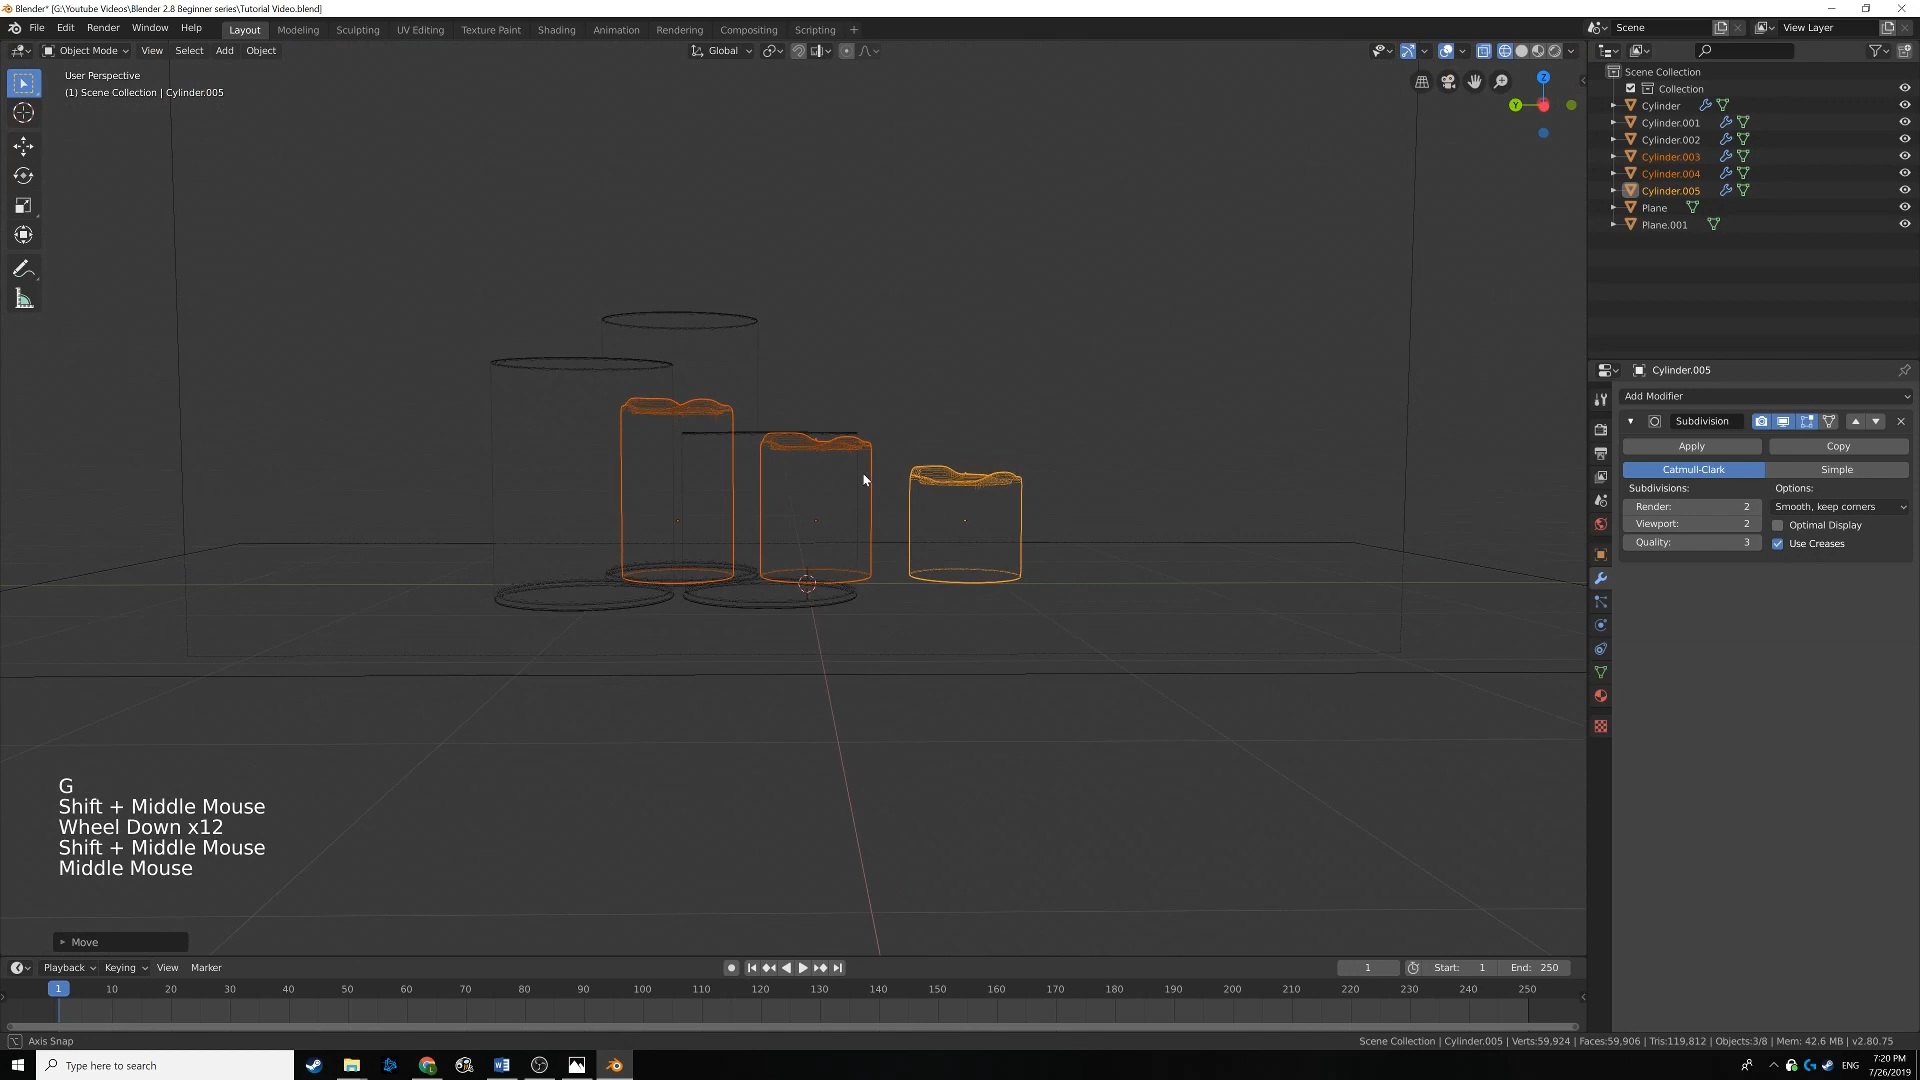 Blender* [G:\Youtube Videos\Blender 2.8 Beginner series\Tutorial Video.blend]
File Edit Render Window Help Layout Modeling Sculpting UV Editing Texture Paint Shading Animation Rendering Compositing Scripting + Scene View Layer
Object Mode View Select Add Object Global
User Perspective
(1) Scene Collection | Cylinder.005
Z
Y
Scene Collection
Collection
Cylinder
Cylinder.001
Cylinder.002
Cylinder.003
Cylinder.004
Cylinder.005
Plane
Plane.001
Cylinder.005
Add Modifier
Subdivision
Apply Copy
Catmull-Clark Simple
Subdivisions: Options:
Render: 2 Smooth, keep corners
Viewport: 2 Optimal Display
Quality: 3 Use Creases
G
Shift + Middle Mouse
Wheel Down x12
Shift + Middle Mouse
Middle Mouse
Move
Playback Keying View Marker 1 Start: 1 End: 250
1 10 20 30 40 50 60 70 80 90 100 110 120 130 140 150 160 170 180 190 200 210 220 230 240 250
Axis Snap Scene Collection | Cylinder.005 | Verts:59,924 | Faces:59,906 | Tris:119,812 | Objects:3/8 | Mem: 42.6 MB | v2.80.75
Type here to search ENG 7:20 PM
7/26/2019